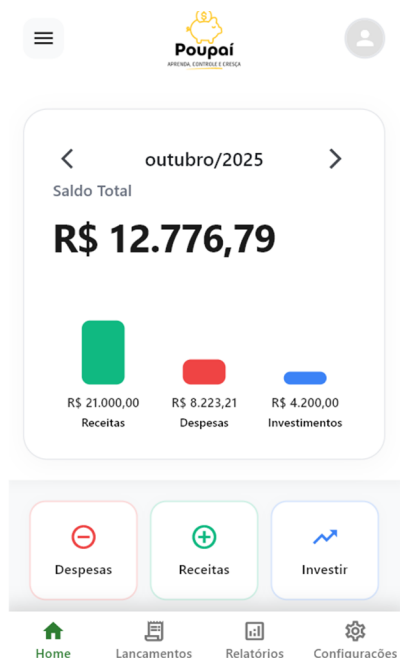 Poupaí
APRENDA, CONTROLE E CRESÇA
outubro/2025
Saldo Total
R$ 12.776,79
R$ 21.000,00
Receitas
R$ 8.223,21
Despesas
R$ 4.200,00
Investimentos
Despesas
Receitas
Investir
Home
Lancamentos
Relatórios
Configurações